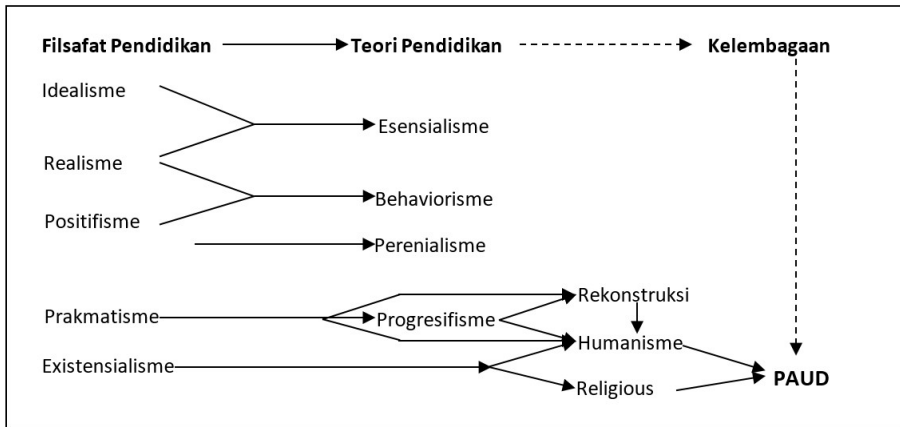 Filsafat Pendidikan Teori Pendidikan Kelembagaan
Idealisme
Esensialisme
Realisme
Behaviorisme
Positifisme
Perenialisme
Rekonstruksi
Prakmatisme Progresifisme
Humanisme
Existensialisme
PAUD
Religious